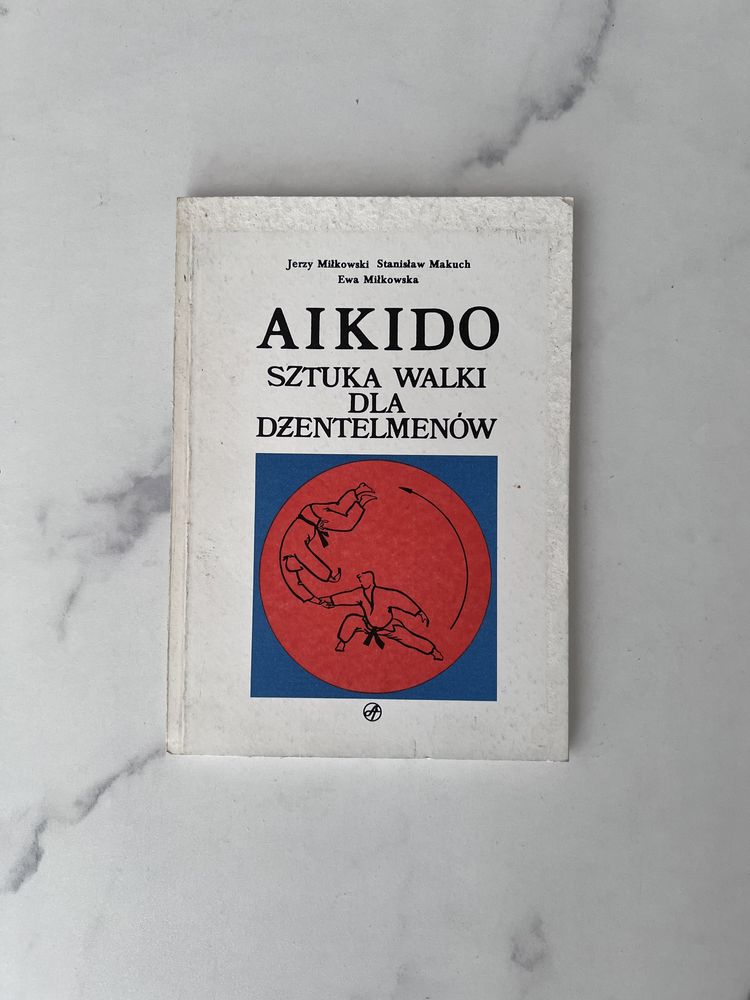 Jerzy Miłkowski Stanisław Makuch
Ewa Miłkowska
AIKIDO
SZTUKA WALKI
DLA
DŻENTELMENÓW